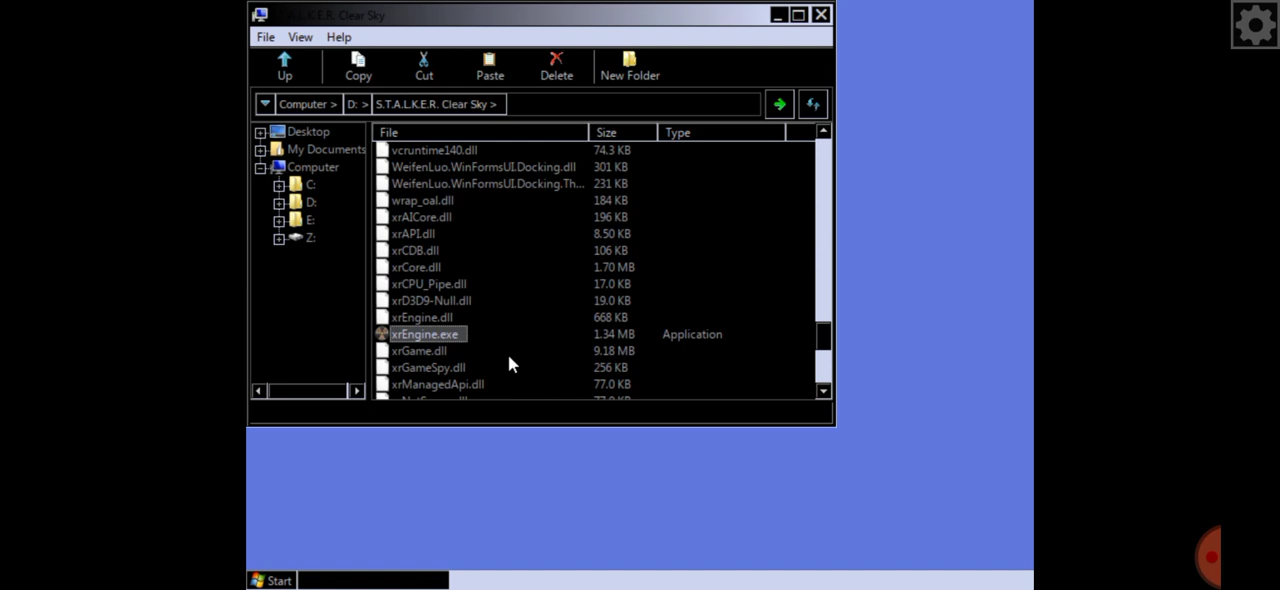 S.T.A.L.K.E.R. Clear Sky
File View Help
Up Copy Cut Paste Delete New Folder
Computer > D: > S.T.A.L.K.E.R. Clear Sky >
Desktop
My Documents
Computer
C:
D:
E:
Z:
File Size Type
vcruntime140.dll 74.3 KB
WeifenLuo.WinFormsUI.Docking.dll 301 KB
WeifenLuo.WinFormsUI.Docking.Th... 231 KB
wrap_oal.dll 184 KB
xrAICore.dll 196 KB
xrAPI.dll 8.50 KB
xrCDB.dll 106 KB
xrCore.dll 1.70 MB
xrCPU_Pipe.dll 17.0 KB
xrD3D9-Null.dll 19.0 KB
xrEngine.dll 668 KB
xrEngine.exe 1.34 MB Application
xrGame.dll 9.18 MB
xrGameSpy.dll 256 KB
xrManagedApi.dll 77.0 KB
Start